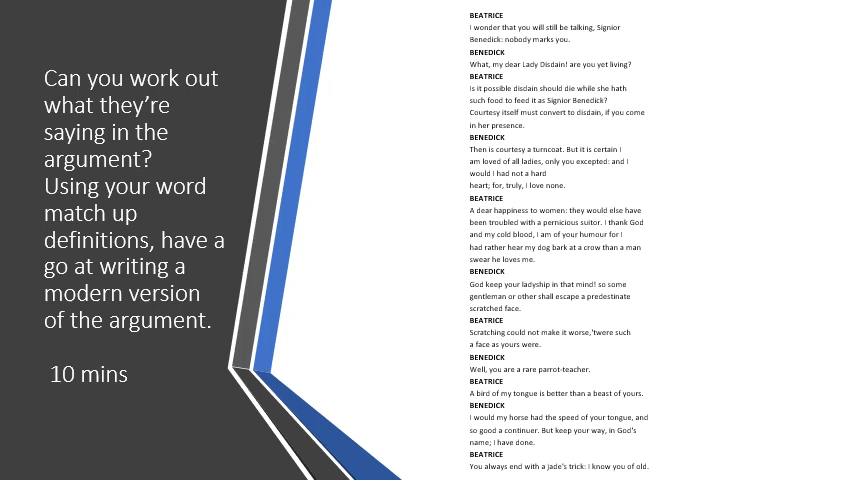 Can you work out
what they're
saying in the
argument?
Using your word
match up
definitions, have a
go at writing a
modern version
of the argument.
10 mins
BEATRICE
I wonder that you will still be talking, Signior
Benedick: nobody marks you.
BENEDICK
What, my dear Lady Disdain! are you yet living?
BEATRICE
Is it possible disdain should die while she hath
such food to feed it as Signior Benedick?
Courtesy itself must convert to disdain, if you come
in her presence.
BENEDICK
Then is courtesy a turncoat. But it is certain I
am loved of all ladies, only you excepted: and I
would I had not a hard
heart; for, truly, I love none.
BEATRICE
A dear happiness to women: they would else have
been troubled with a pernicious suitor. I thank God
and my cold blood, I am of your humour for I
had rather hear my dog bark at a crow than a man
swear he loves me.
BENEDICK
God keep your ladyship in that mind! so some
gentleman or other shall escape a predestinate
scratched face.
BEATRICE
Scratching could not make it worse,'twere such
a face as yours were.
BENEDICK
Well, you are a rare parrot-teacher.
BEATRICE
A bird of my tongue is better than a beast of yours.
BENEDICK
I would my horse had the speed of your tongue, and
so good a continuer. But keep your way, in God's
name; I have done.
BEATRICE
You always end with a jade's trick: I know you of old.